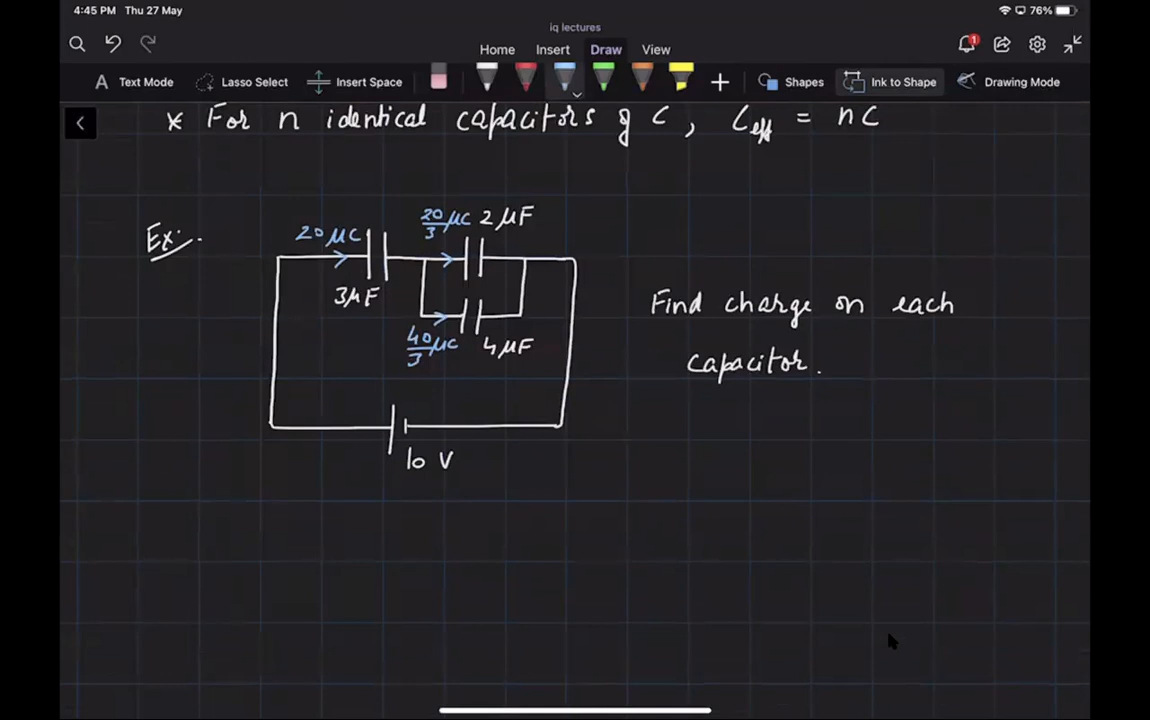 4:45 PM Thu 27 May
76%
iq lectures
Home Insert Draw View
1
Text Mode Lasso Select Insert Space Shapes Ink to Shape Drawing Mode
* For n identical capacitors of C, Ceff = nC
Ex:
20 μC
20/3 μC 2 μF
3μF
40/3 μC 4 μF
10 V
Find charge on each
capacitor.